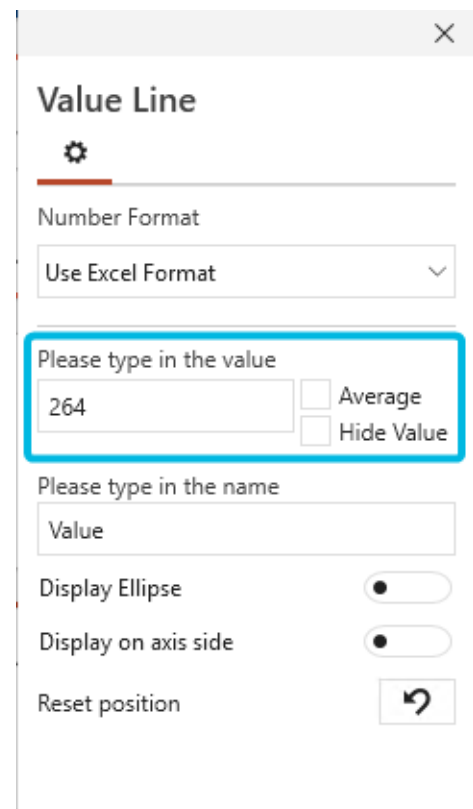 Value Line
Number Format
Use Excel Format
Please type in the value
264
Average
Hide Value
Please type in the name
Value
Display Ellipse
Display on axis side
Reset position